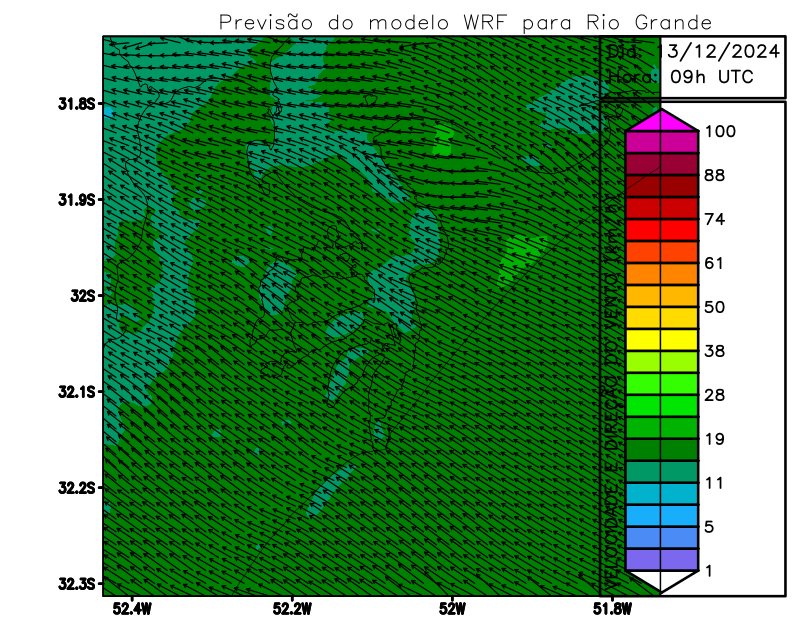 Previsão do modelo WRF para Rio Grande
Dia: 13/12/2024
Hora: 09h UTC
31.8S
31.9S
32S
32.1S
32.2S
32.3S
52.4W
52.2W
52W
51.8W
VELOCIDADE E DIREÇÃO DO VENTO (km/h)
100
88
74
61
50
38
28
19
11
5
1